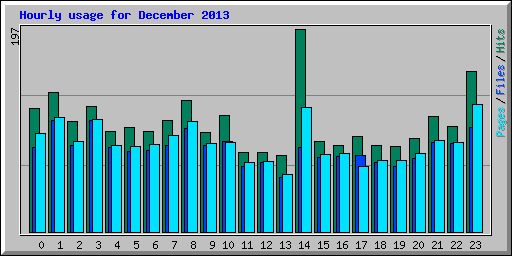 Hourly usage for December 2013
197
Pages / Files / Hits
0 1 2 3 4 5 6 7 8 9 10 11 12 13 14 15 16 17 18 19 20 21 22 23